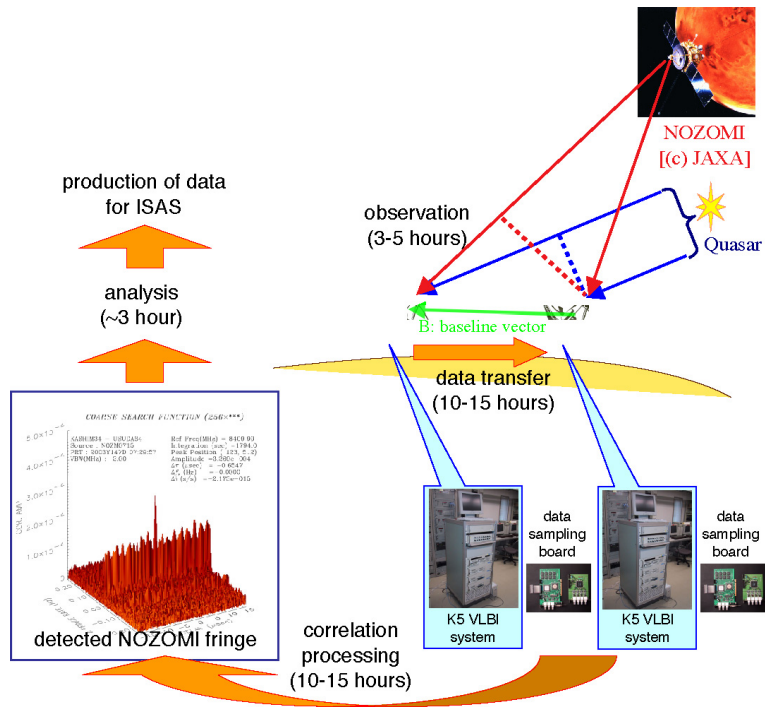 NOZOMI
[(c) JAXA]
production of data
for ISAS
observation
(3-5 hours)
Quasar
analysis
(~3 hour)
B: baseline vector
data transfer
(10-15 hours)
COARSE SEARCH FUNCTION (256×***)
detected NOZOMI fringe
data
sampling
board
K5 VLBI
system
data
sampling
board
K5 VLBI
system
correlation
processing
(10-15 hours)